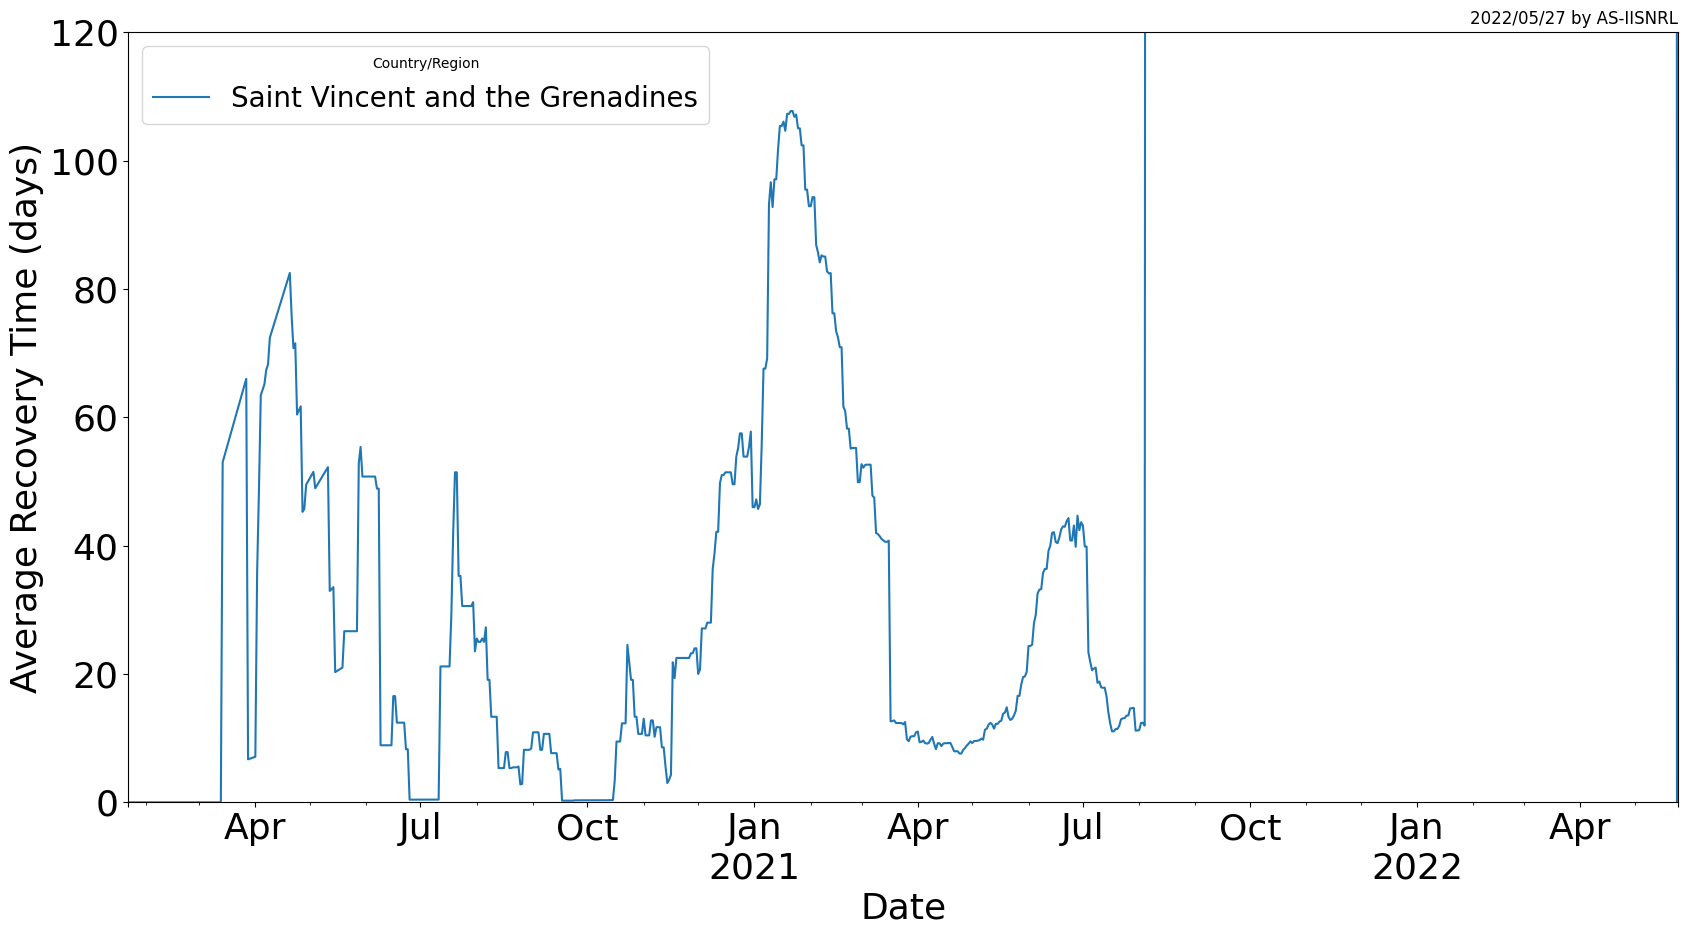 2022/05/27 by AS-IISNRL
120
100
80
60
40
20
0
Average Recovery Time (days)
Country/Region
Saint Vincent and the Grenadines
Apr Jul Oct Jan Apr Jul Oct Jan Apr
2021 2022
Date